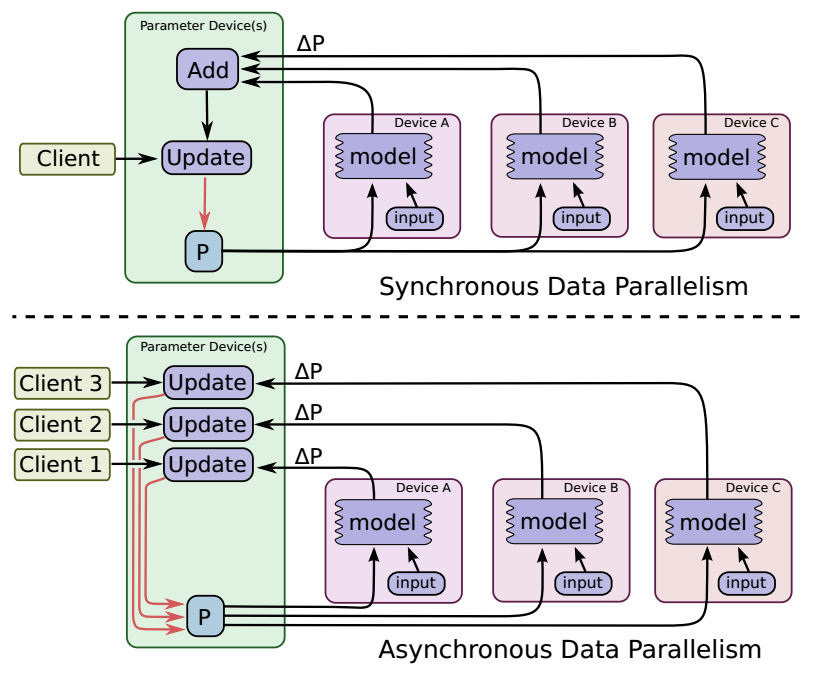 Parameter Device(s)
ΔP
Add
Device A
Device B
Device C
Client
Update
model
model
model
input
input
input
P
Synchronous Data Parallelism
Parameter Device(s)
Client 3
Update
ΔP
Client 2
Update
ΔP
Client 1
Update
ΔP
Device A
Device B
Device C
model
model
model
input
input
input
P
Asynchronous Data Parallelism